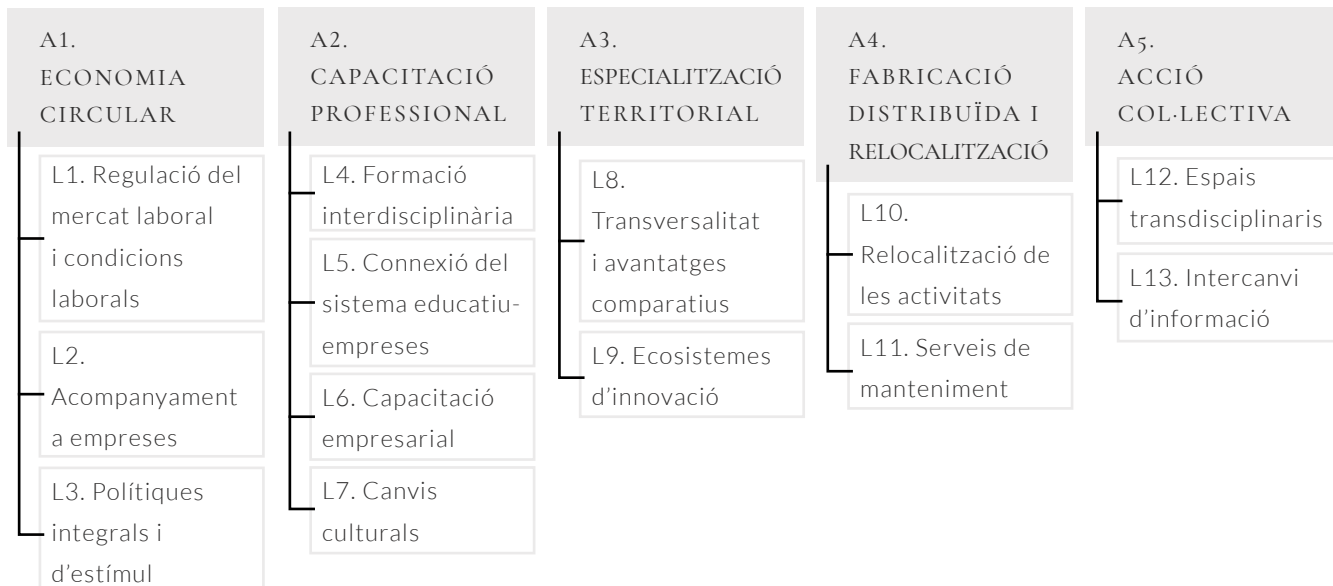 A1.
ECONOMIA
CIRCULAR
L1. Regulació del
mercat laboral
i condicions
laborals
L2.
Acompanyament
a empreses
L3. Polítiques
integrals i
d’estímul
A2.
CAPACITACIÓ
PROFESSIONAL
L4. Formació
interdisciplinària
L5. Connexió del
sistema educatiu-
empreses
L6. Capacitació
empresarial
L7. Canvis
culturals
A3.
ESPECIALITZACIÓ
TERRITORIAL
L8.
Transversalitat
i avantatges
comparatius
L9. Ecosistemes
d’innovació
A4.
FABRICACIÓ
DISTRIBUÏDA I
RELOCALITZACIÓ
L10.
Relocalització de
les activitats
L11. Serveis de
manteniment
A5.
ACCIÓ
COL·LECTIVA
L12. Espais
transdisciplinaris
L13. Intercanvi
d’informació